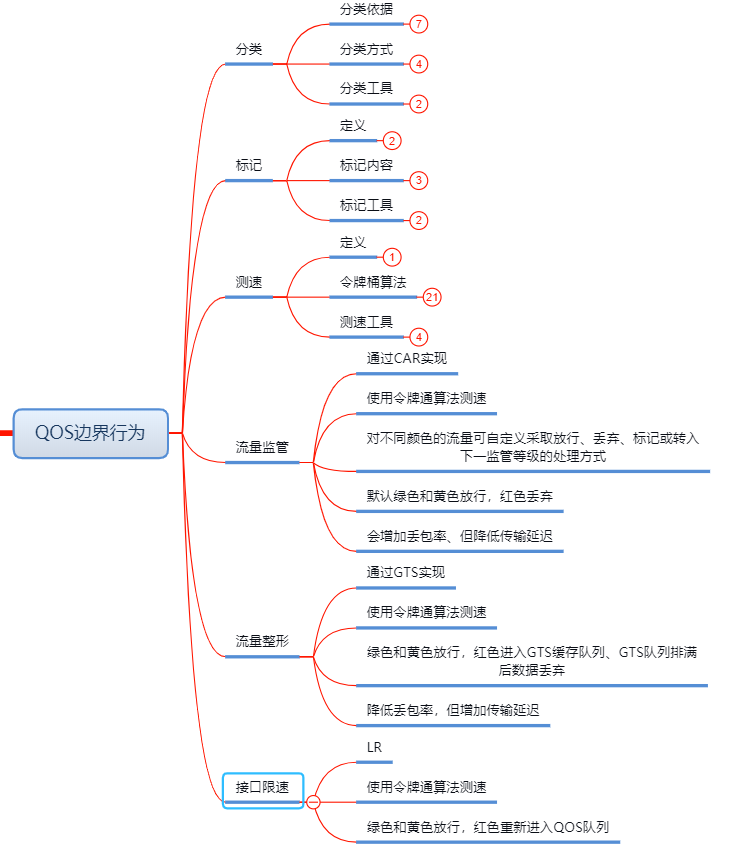 QOS边界行为
分类
分类依据
7
分类方式
4
分类工具
2
标记
定义
2
标记内容
3
标记工具
2
测速
定义
1
令牌桶算法
21
测速工具
4
流量监管
通过CAR实现
使用令牌通算法测速
对不同颜色的流量可自定义采取放行、丢弃、标记或转入
下一监管等级的处理方式
默认绿色和黄色放行，红色丢弃
会增加丢包率、但降低传输延迟
流量整形
通过GTS实现
使用令牌通算法测速
绿色和黄色放行，红色进入GTS缓存队列、GTS队列排满
后数据丢弃
降低丢包率，但增加传输延迟
接口限速
LR
使用令牌通算法测速
绿色和黄色放行，红色重新进入QOS队列